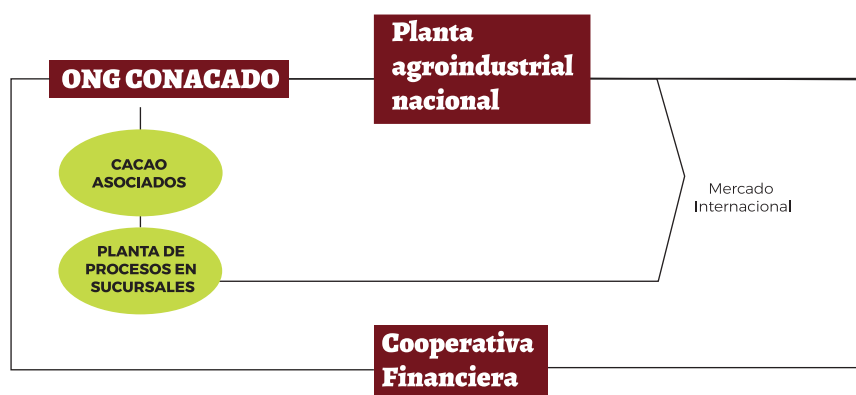 Planta
agroindustrial
nacional
ONG CONACADO
CACAO
ASOCIADOS
Mercado
Internacional
PLANTA DE
PROCESOS EN
SUCURSALES
Cooperativa
Financiera